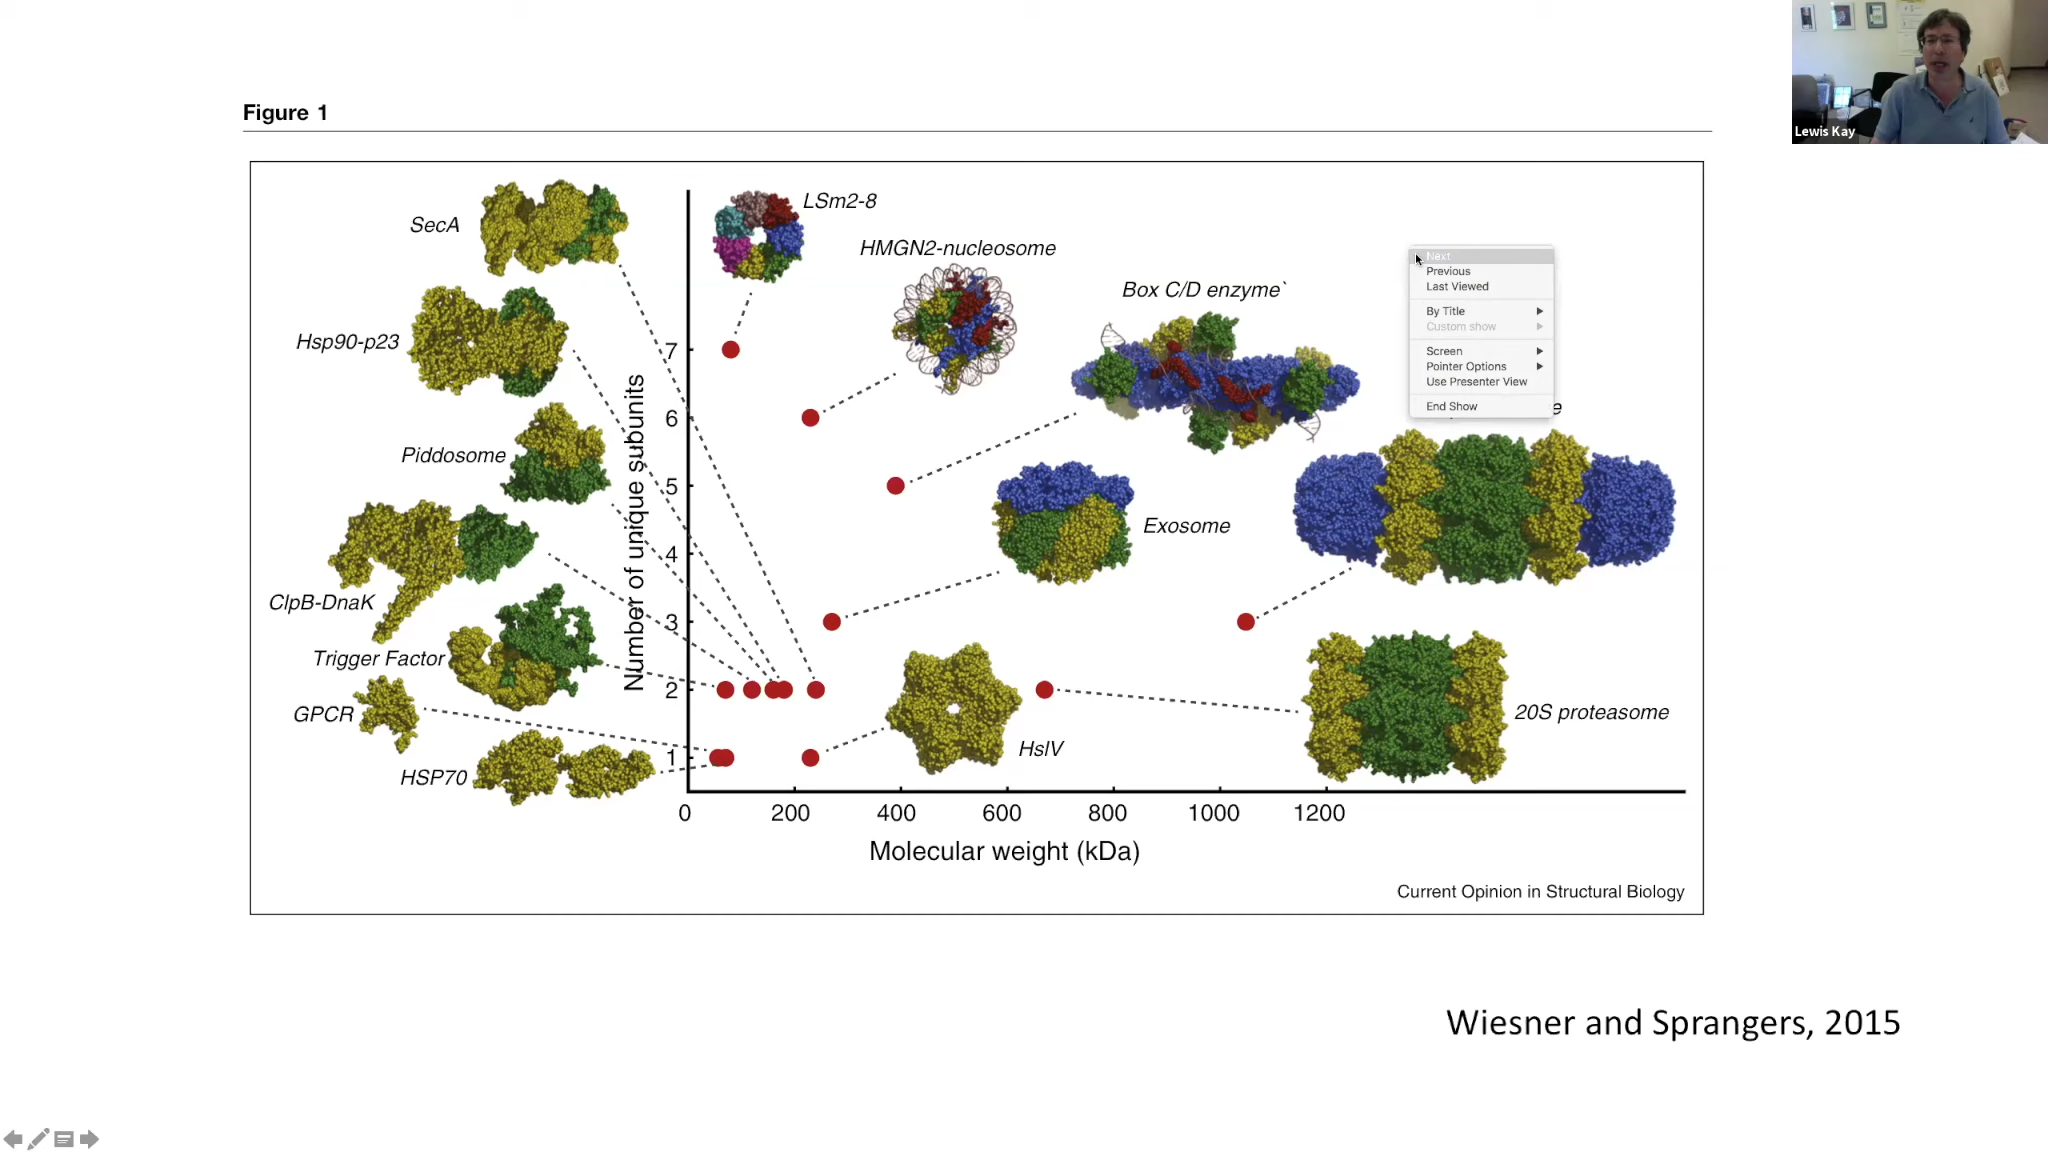 Lewis Kay
Figure 1
SecA
LSm2-8
HMGN2-nucleosome
Box C/D enzyme`
Hsp90-p23
Piddosome
ClpB-DnaK
Trigger Factor
GPCR
HSP70
Exosome
HslV
20S proteasome
Next
Previous
Last Viewed
By Title
Custom show
Screen
Pointer Options
Use Presenter View
End Show
Number of unique subunits
7
6
5
4
3
2
1
0 200 400 600 800 1000 1200
Molecular weight (kDa)
Current Opinion in Structural Biology
Wiesner and Sprangers, 2015